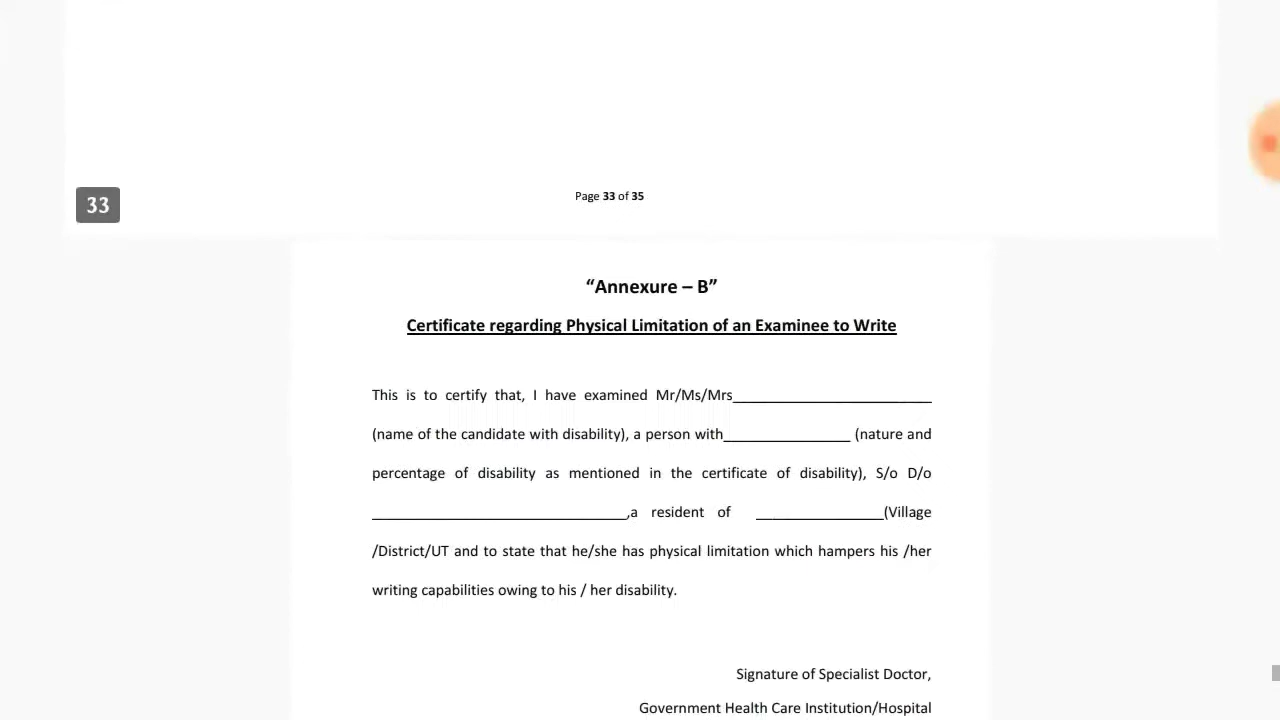 Page 33 of 35
33
“Annexure – B”
Certificate regarding Physical Limitation of an Examinee to Write
This is to certify that, I have examined Mr/Ms/Mrs________________________
(name of the candidate with disability), a person with________________ (nature and
percentage of disability as mentioned in the certificate of disability), S/o D/o
________________________________,a resident of ________________(Village
/District/UT and to state that he/she has physical limitation which hampers his /her
writing capabilities owing to his / her disability.
Signature of Specialist Doctor,
Government Health Care Institution/Hospital